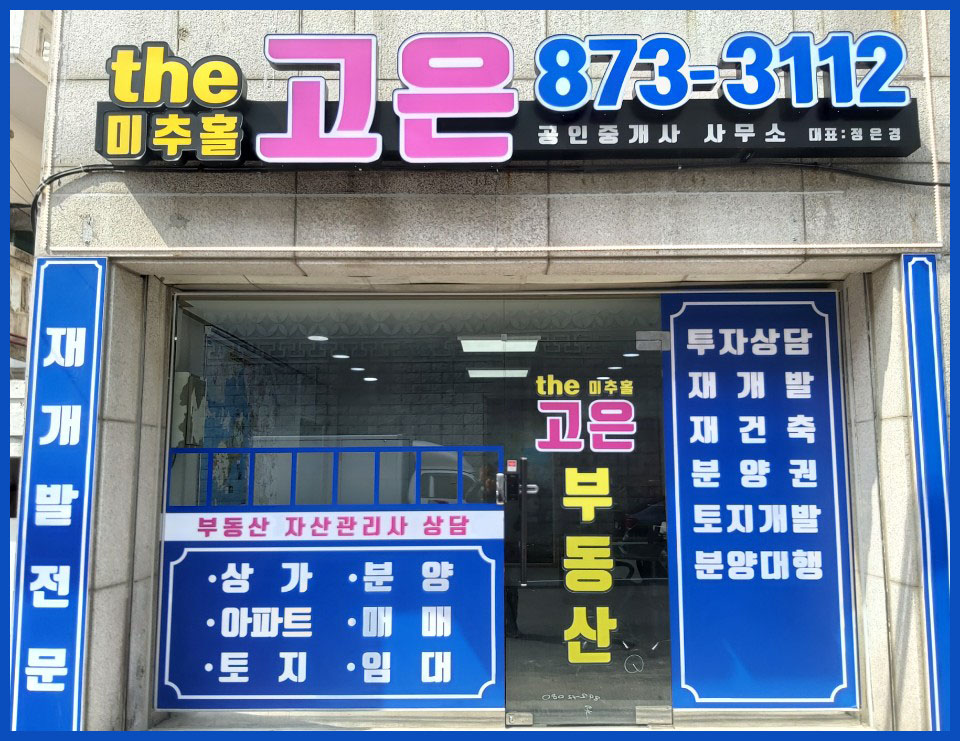 the
미추홀
고은
873-3112
공인중개사 사무소 대표:정은경
재개발전문
the 미추홀
고은
부동산
부동산 자산관리사 상담
·상가 ·분양
·아파트 ·매매
·토지 ·임대
투자상담
재개발
재건축
분양권
토지개발
분양대행